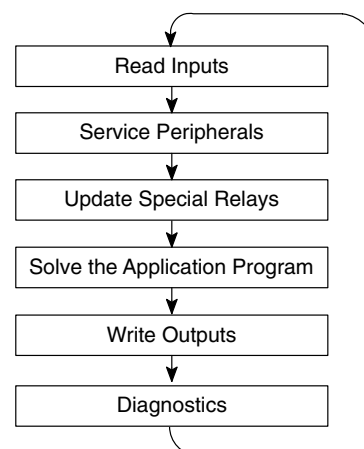 Read Inputs
Service Peripherals
Update Special Relays
Solve the Application Program
Write Outputs
Diagnostics